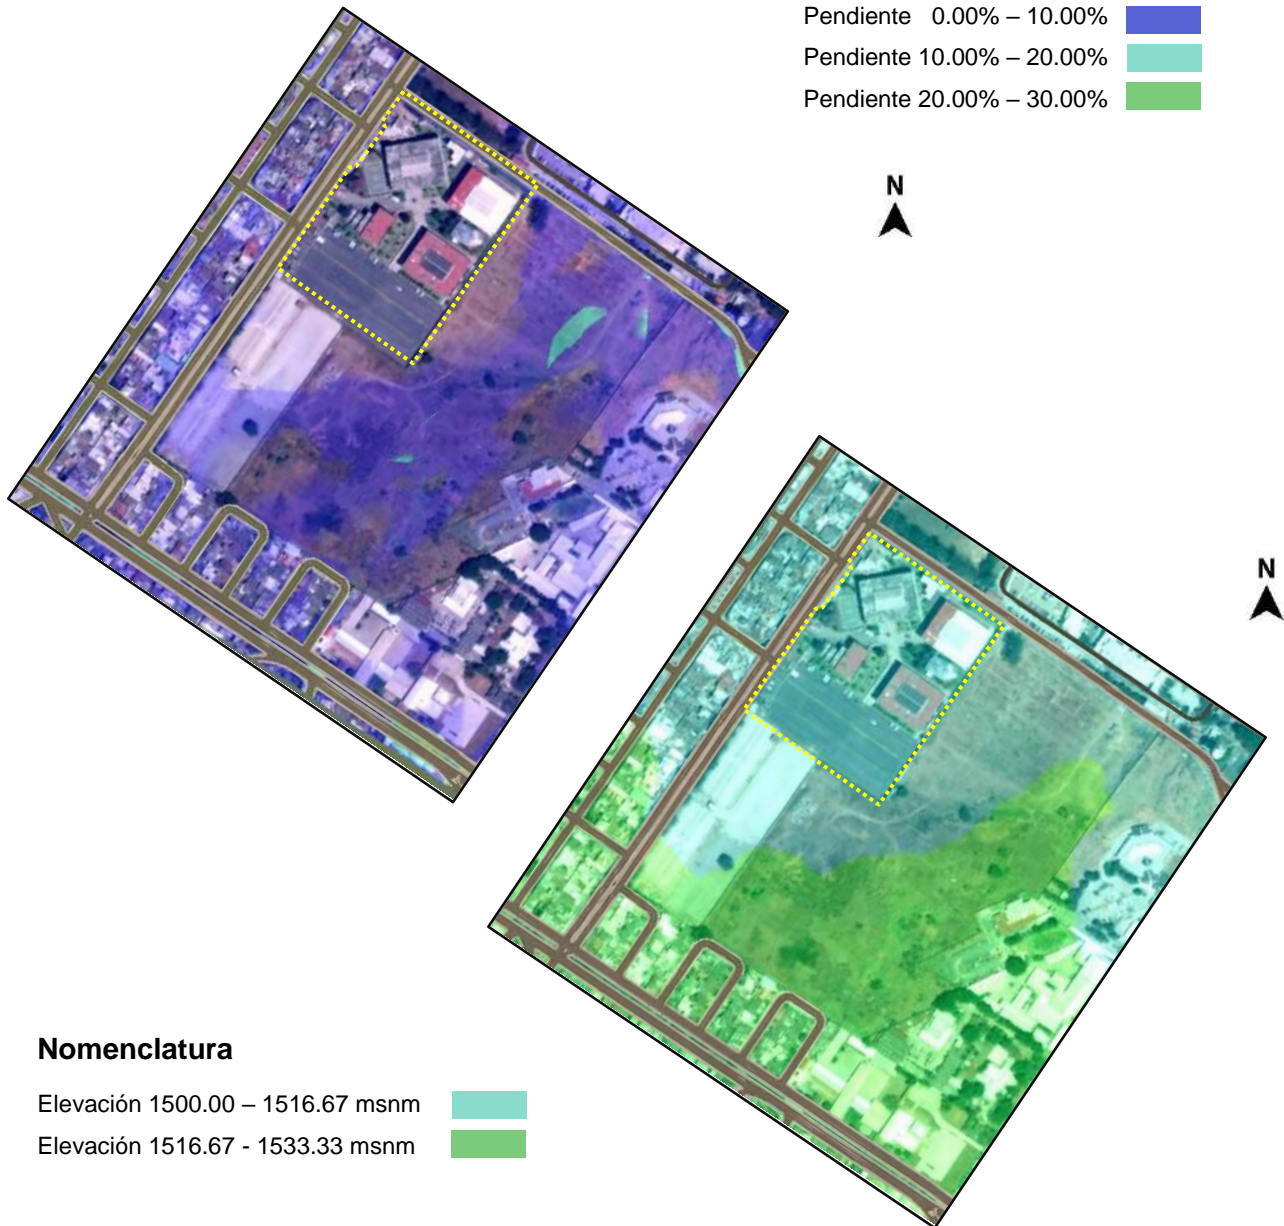 Pendiente 0.00% – 10.00%
Pendiente 10.00% – 20.00%
Pendiente 20.00% – 30.00%
N
N
Nomenclatura
Elevación 1500.00 – 1516.67 msnm
Elevación 1516.67 - 1533.33 msnm